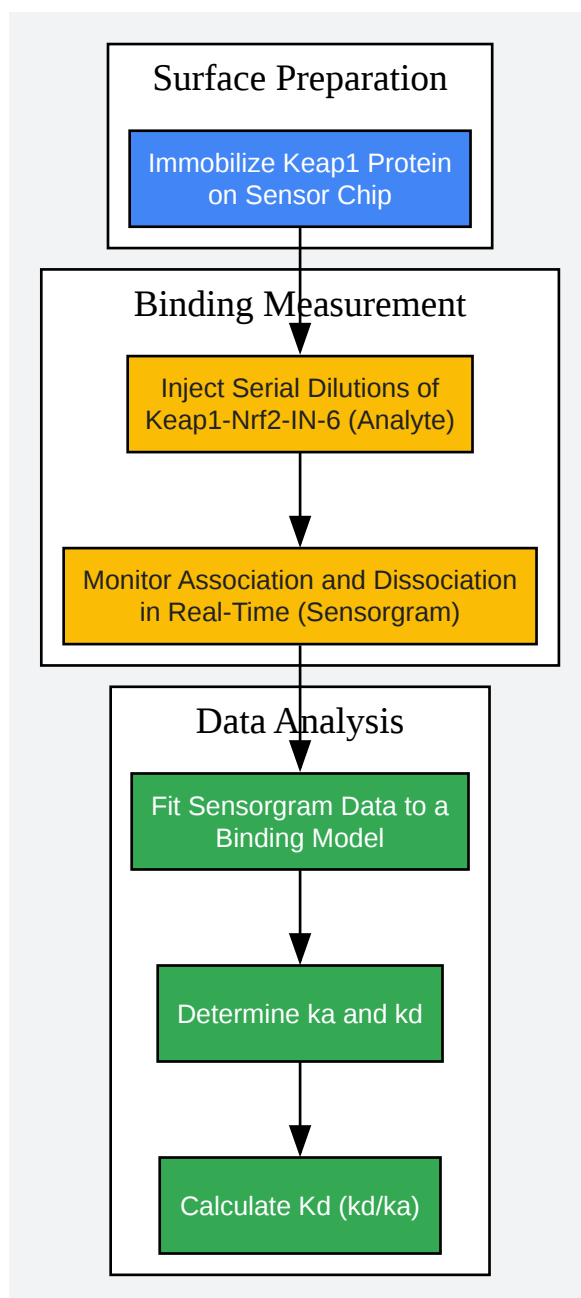 Surface Preparation
Immobilize Keap1 Protein
on Sensor Chip
Binding Measurement
Inject Serial Dilutions of
Keap1-Nrf2-IN-6 (Analyte)
Monitor Association and Dissociation
in Real-Time (Sensorgram)
Data Analysis
Fit Sensorgram Data to a
Binding Model
Determine ka and kd
Calculate Kd (kd/ka)